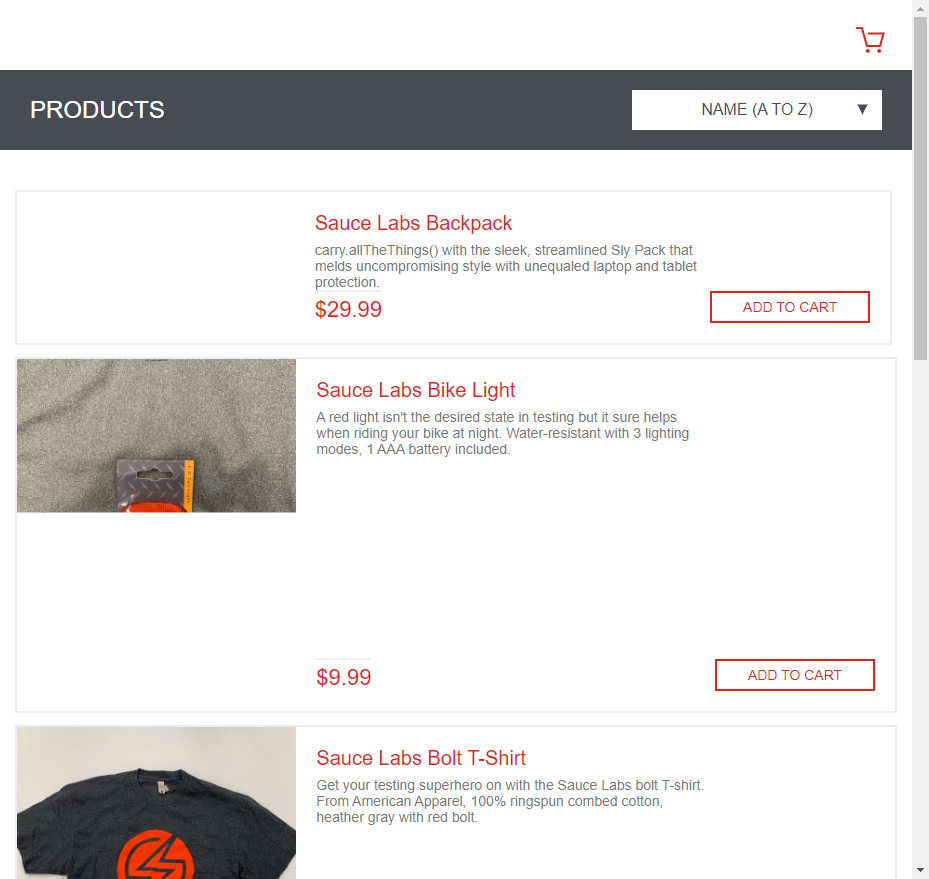 PRODUCTS
NAME (A TO Z)
Sauce Labs Backpack
carry.allTheThings() with the sleek, streamlined Sly Pack that
melds uncompromising style with unequaled laptop and tablet
protection.
$29.99
ADD TO CART
Sauce Labs Bike Light
A red light isn't the desired state in testing but it sure helps
when riding your bike at night. Water-resistant with 3 lighting
modes, 1 AAA battery included.
$9.99
ADD TO CART
Sauce Labs Bolt T-Shirt
Get your testing superhero on with the Sauce Labs bolt T-shirt.
From American Apparel, 100% ringspun combed cotton,
heather gray with red bolt.